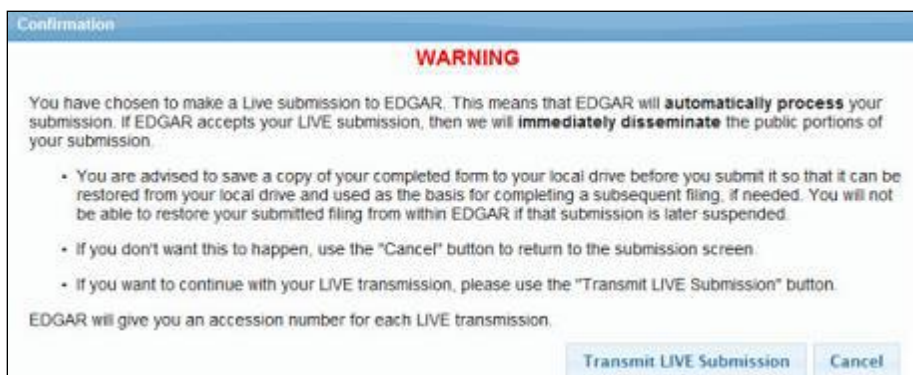 Confirmation
WARNING
You have chosen to make a Live submission to EDGAR. This means that EDGAR will automatically process your
submission. If EDGAR accepts your LIVE submission, then we will immediately disseminate the public portions of
your submission.
• You are advised to save a copy of your completed form to your local drive before you submit it so that it can be
restored from your local drive and used as the basis for completing a subsequent filing, if needed. You will not
be able to restore your submitted filing from within EDGAR if that submission is later suspended.
• If you don't want this to happen, use the "Cancel" button to return to the submission screen.
• If you want to continue with your LIVE transmission, please use the "Transmit LIVE Submission" button.
EDGAR will give you an accession number for each LIVE transmission.
Transmit LIVE Submission Cancel